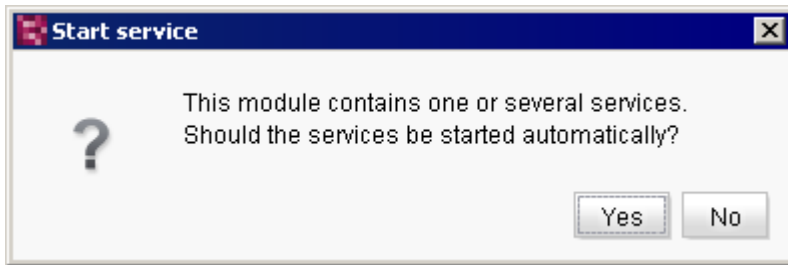 Start service
This module contains one or several services.
Should the services be started automatically?
Yes
No